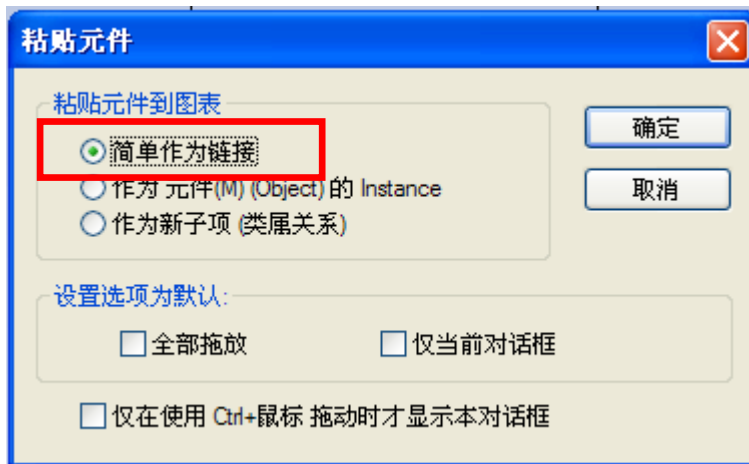 粘贴元件
粘贴元件到图表
简单作为链接
作为 元件(M) (Object) 的 Instance
作为新子项 (类属关系)
确定
取消
设置选项为默认:
全部拖放
仅当前对话框
仅在使用 Ctrl+鼠标 拖动时才显示本对话框